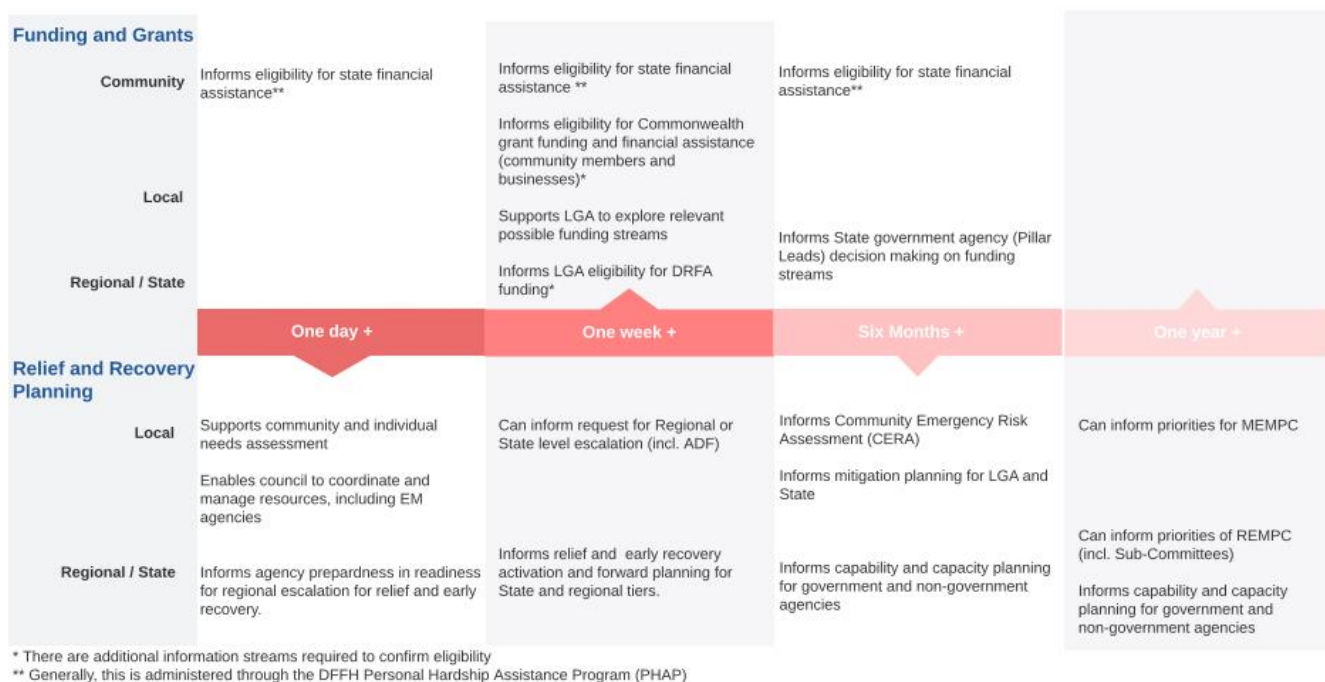 Funding and Grants
Community
Informs eligibility for state financial
assistance**
Informs eligibility for state financial
assistance **
Informs eligibility for Commonwealth
grant funding and financial assistance
(community members and
businesses)*
Informs eligibility for state financial
assistance**
Local
Supports LGA to explore relevant
possible funding streams
Regional / State
Informs LGA eligibility for DRFA
funding*
Informs State government agency (Pillar
Leads) decision making on funding
streams
One day +
One week +
Six Months +
One year +
Relief and Recovery
Planning
Local
Supports community and individual
needs assessment
Enables council to coordinate and
manage resources, including EM
agencies
Can inform request for Regional or
State level escalation (incl. ADF)
Informs Community Emergency Risk
Assessment (CERA)
Informs mitigation planning for LGA and
State
Can inform priorities for MEMPC
Regional / State
Informs agency prepardness in readiness
for regional escalation for relief and early
recovery.
Informs relief and early recovery
activation and forward planning for
State and regional tiers.
Informs capability and capacity planning
for government and non-government
agencies
Can inform priorities of REMPC
(incl. Sub-Committees)
Informs capability and capacity
planning for government and
non-government agencies
* There are additional information streams required to confirm eligibility
** Generally, this is administered through the DFFH Personal Hardship Assistance Program (PHAP)